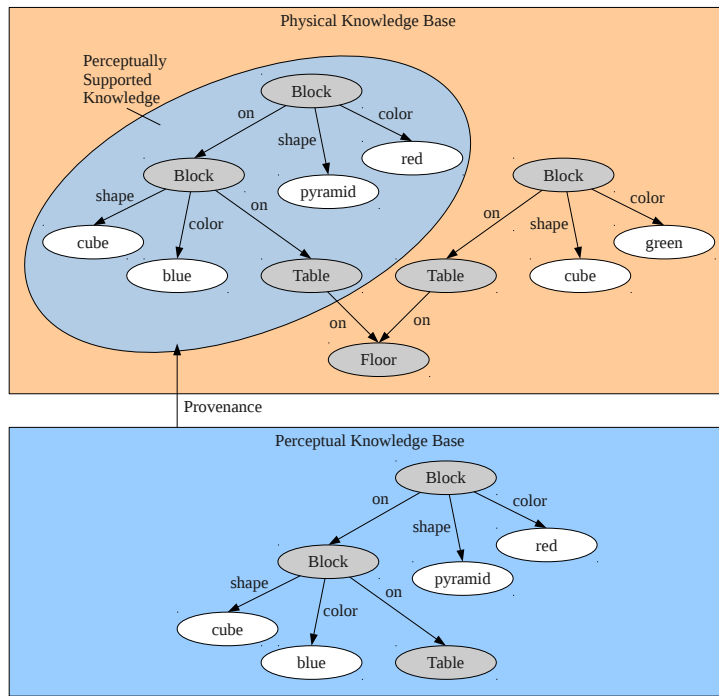 Physical Knowledge Base
Perceptually
Supported
Knowledge
Block
on
shape
color
red
Block
pyramid
shape
color
on
cube
blue
Table
Block
on
shape
color
green
Table
cube
on
on
Floor
Provenance
Perceptual Knowledge Base
Block
on
shape
color
red
Block
pyramid
shape
color
on
cube
blue
Table